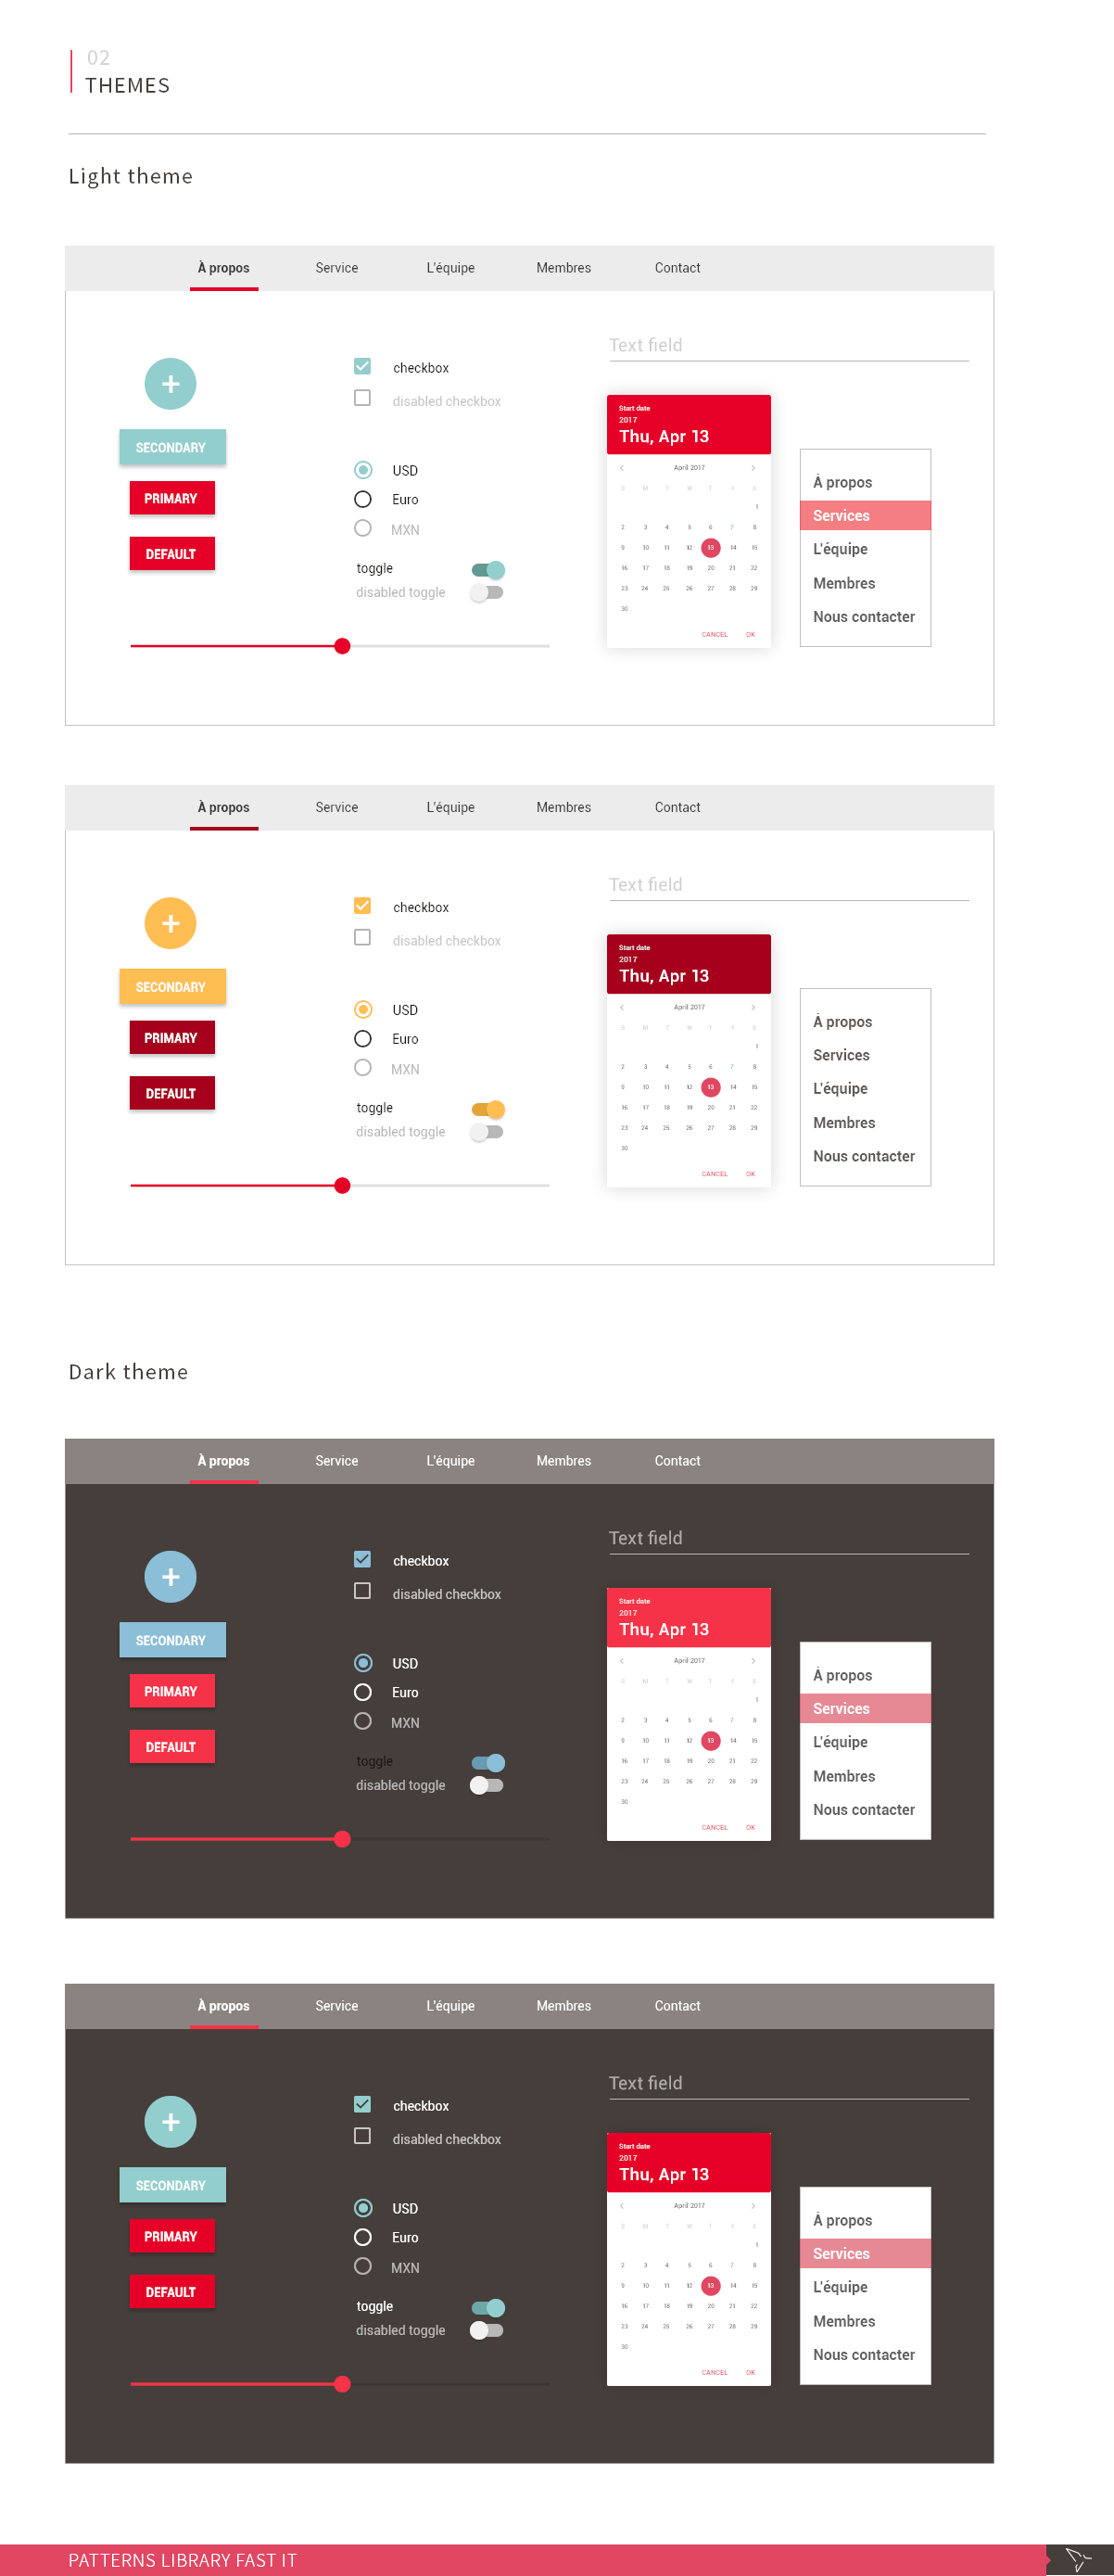 02
THEMES
Light theme
À propos Service L'équipe Membres Contact
Text field
+
checkbox
disabled checkbox
SECONDARY
PRIMARY
DEFAULT
USD
Euro
MXN
toggle
disabled toggle
Start date
2017
Thu, Apr 13
April 2017
S M T W T F S
1
2 3 4 5 6 7 8
9 10 11 12 13 14 15
16 17 18 19 20 21 22
23 24 25 26 27 28 29
30
CANCEL OK
À propos
Services
L'équipe
Membres
Nous contacter
À propos Service L'équipe Membres Contact
Text field
+
checkbox
disabled checkbox
SECONDARY
PRIMARY
DEFAULT
USD
Euro
MXN
toggle
disabled toggle
Start date
2017
Thu, Apr 13
April 2017
S M T W T F S
1
2 3 4 5 6 7 8
9 10 11 12 13 14 15
16 17 18 19 20 21 22
23 24 25 26 27 28 29
30
CANCEL OK
À propos
Services
L'équipe
Membres
Nous contacter
Dark theme
À propos Service L'équipe Membres Contact
Text field
+
checkbox
disabled checkbox
SECONDARY
PRIMARY
DEFAULT
USD
Euro
MXN
toggle
disabled toggle
Start date
2017
Thu, Apr 13
April 2017
S M T W T F S
1
2 3 4 5 6 7 8
9 10 11 12 13 14 15
16 17 18 19 20 21 22
23 24 25 26 27 28 29
30
CANCEL OK
À propos
Services
L'équipe
Membres
Nous contacter
À propos Service L'équipe Membres Contact
Text field
+
checkbox
disabled checkbox
SECONDARY
PRIMARY
DEFAULT
USD
Euro
MXN
toggle
disabled toggle
Start date
2017
Thu, Apr 13
April 2017
S M T W T F S
1
2 3 4 5 6 7 8
9 10 11 12 13 14 15
16 17 18 19 20 21 22
23 24 25 26 27 28 29
30
CANCEL OK
À propos
Services
L'équipe
Membres
Nous contacter
PATTERNS LIBRARY FAST IT